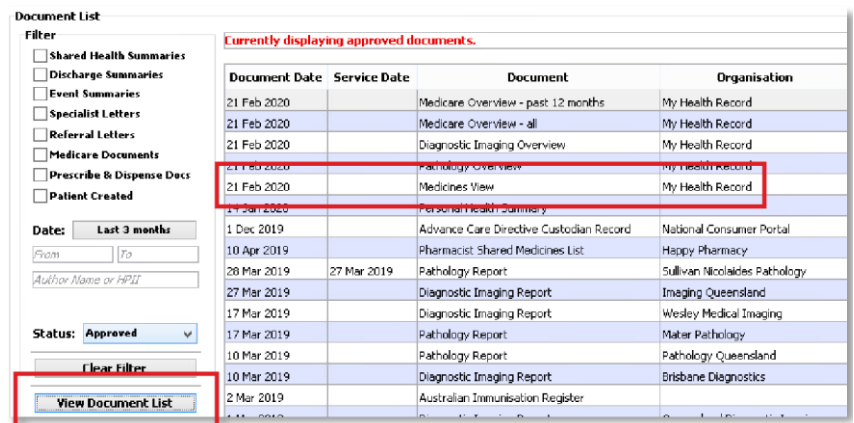 Document List
Filter
Shared Health Summaries
Discharge Summaries
Event Summaries
Specialist Letters
Referral Letters
Medicare Documents
Prescribe & Dispense Docs
Patient Created
Date: Last 3 months
From To
Author Name or HPII
Status: Approved
Clear Filter
View Document List
Currently displaying approved documents.
Document Date Service Date Document Organisation
21 Feb 2020 Medicare Overview - past 12 months My Health Record
21 Feb 2020 Medicare Overview - all My Health Record
21 Feb 2020 Diagnostic Imaging Overview My Health Record
21 Feb 2020 Pathology Overview My Health Record
21 Feb 2020 Medicines View My Health Record
14 Jan 2020 Personal Health Summary
1 Dec 2019 Advance Care Directive Custodian Record National Consumer Portal
10 Apr 2019 Pharmacist Shared Medicines List Happy Pharmacy
28 Mar 2019 27 Mar 2019 Pathology Report Sullivan Nicolaides Pathology
27 Mar 2019 Diagnostic Imaging Report Imaging Queensland
17 Mar 2019 Diagnostic Imaging Report Wesley Medical Imaging
17 Mar 2019 Pathology Report Mater Pathology
10 Mar 2019 Pathology Report Pathology Queensland
10 Mar 2019 Diagnostic Imaging Report Brisbane Diagnostics
2 Mar 2019 Australian Immunisation Register